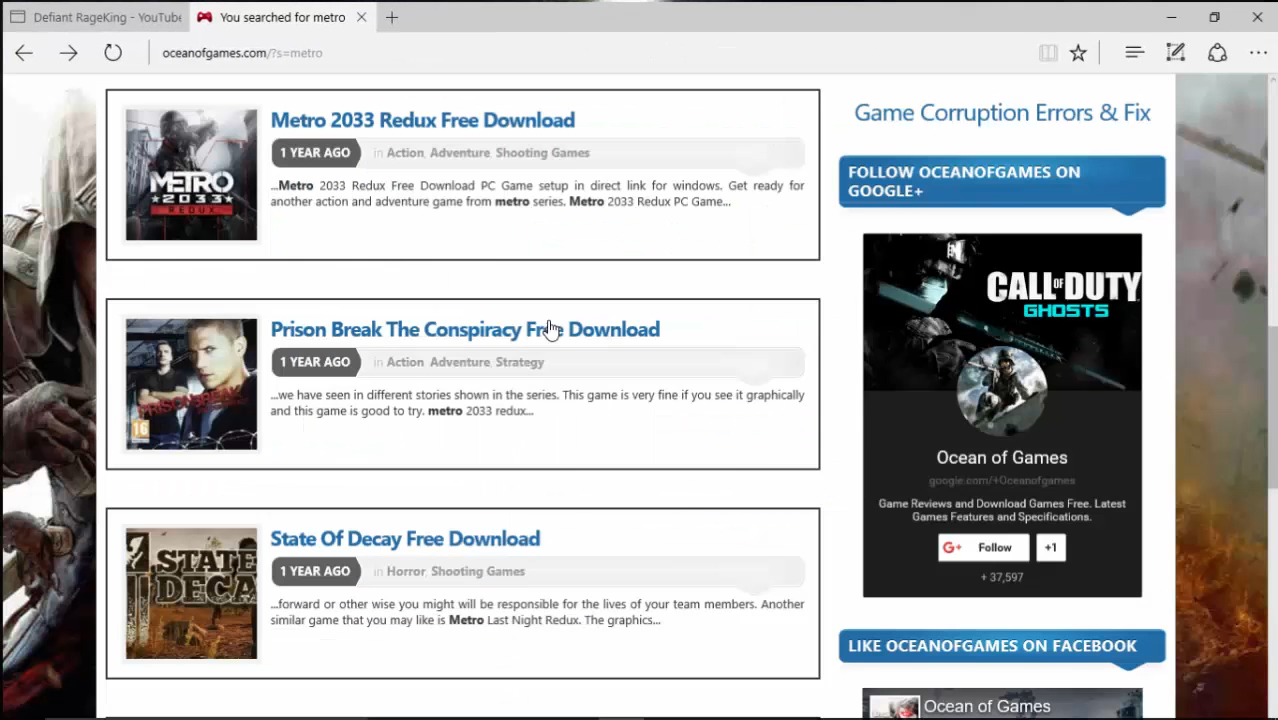 Defiant RageKing - YouTube
You searched for metro
oceanofgames.com/?s=metro
METRO
2033
REDUX
Metro 2033 Redux Free Download
1 YEAR AGO
in Action, Adventure, Shooting Games
...Metro 2033 Redux Free Download PC Game setup in direct link for windows. Get ready for
another action and adventure game from metro series. Metro 2033 Redux PC Game...
PRISON BREAK
16
Prison Break The Conspiracy Free Download
1 YEAR AGO
in Action, Adventure, Strategy
...we have seen in different stories shown in the series. This game is very fine if you see it graphically
and this game is good to try. metro 2033 redux...
STATE
DECA
State Of Decay Free Download
1 YEAR AGO
in Horror, Shooting Games
...forward or other wise you might will be responsible for the lives of your team members. Another
similar game that you may like is Metro Last Night Redux. The graphics...
Game Corruption Errors & Fix
FOLLOW OCEANOFGAMES ON
GOOGLE+
CALL OF DUTY
GHOSTS
Ocean of Games
google.com/+Oceanofgames
Game Reviews and Download Games Free. Latest
Games Features and Specifications.
G+ Follow
+1
+ 37,597
LIKE OCEANOFGAMES ON FACEBOOK
Ocean of Games